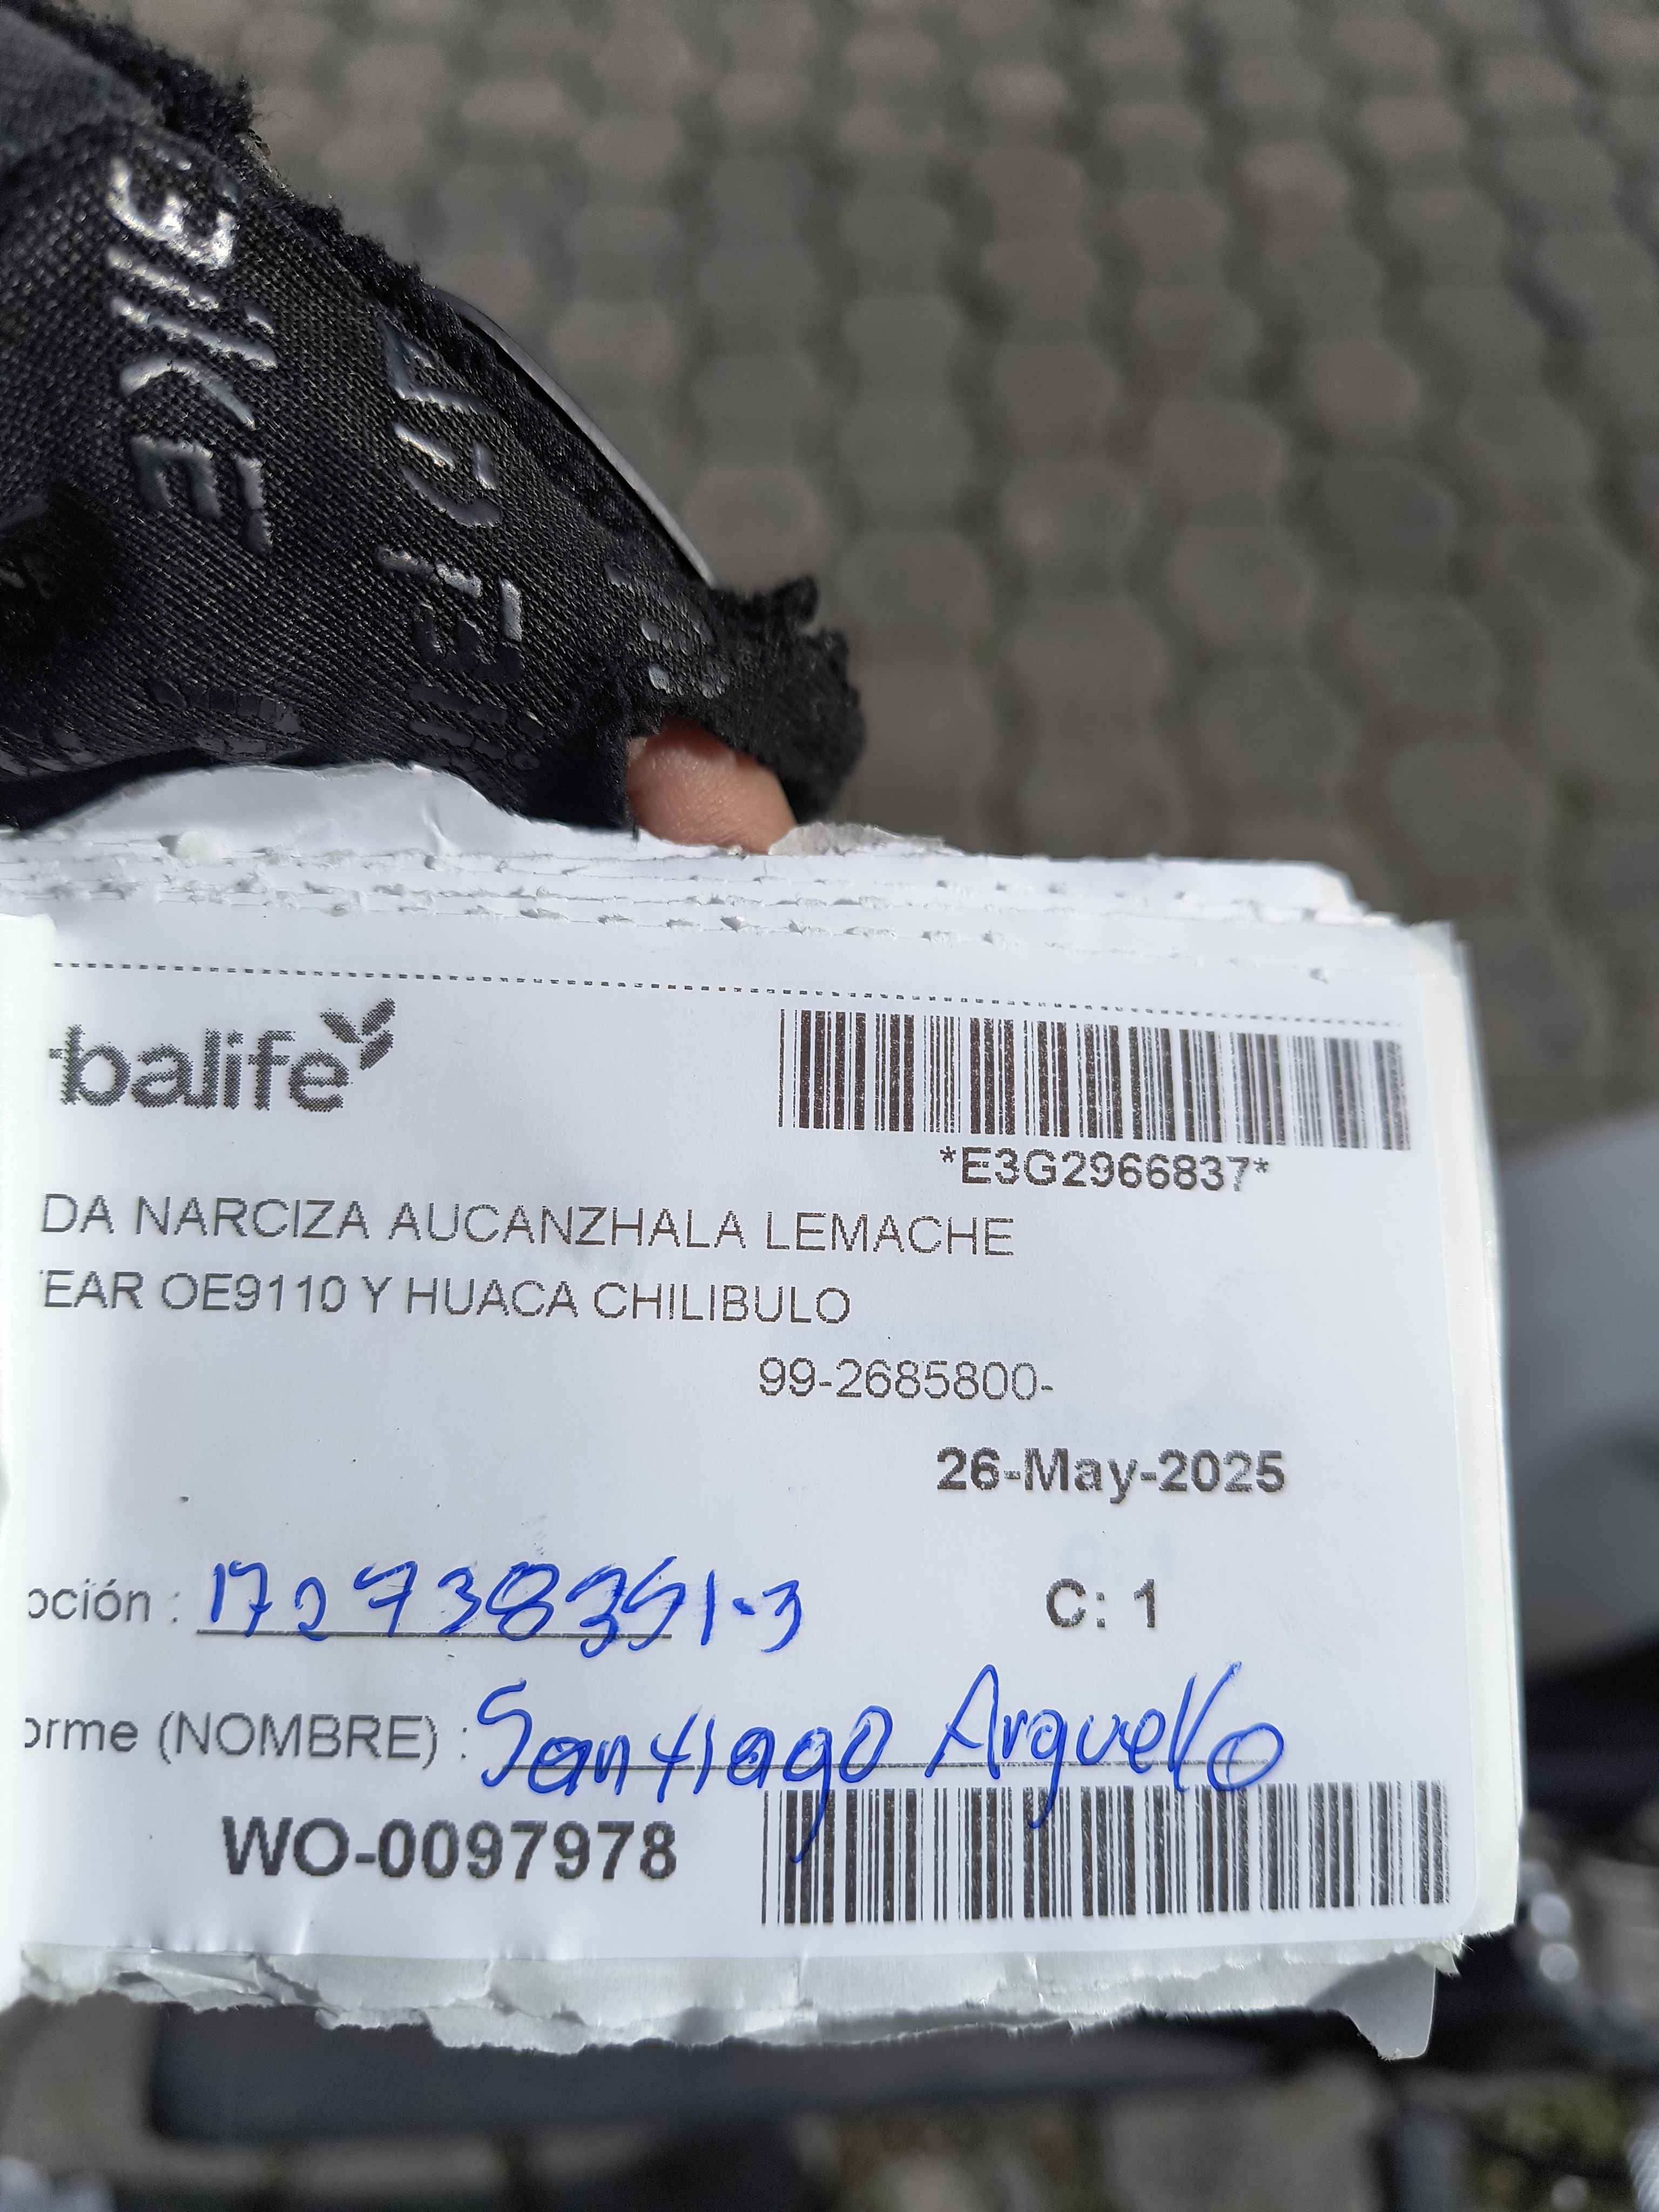 balife
*E3G2966837*
DA NARCIZA AUCANZHALA LEMACHE
EAR OE9110 Y HUACA CHILIBULO
99-2685800-
26-May-2025
pción : 172738391-3
C: 1
orme (NOMBRE) : Santiago Arguello
WO-0097978